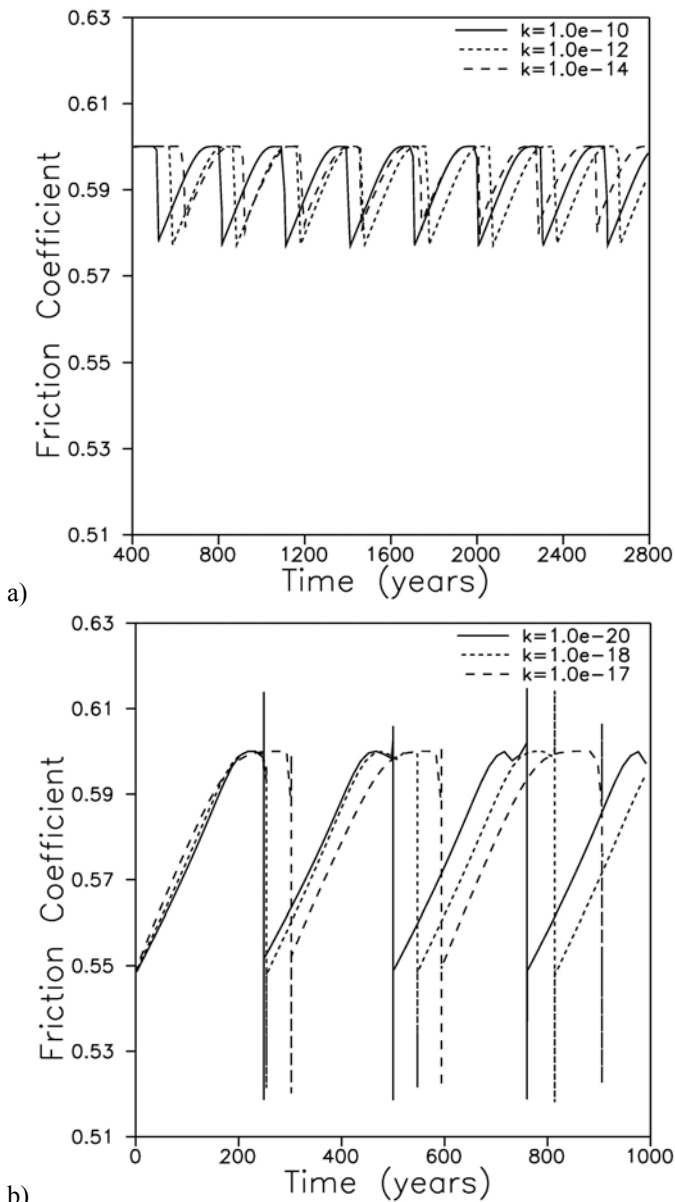 0.63
k=1.0e-10
k=1.0e-12
k=1.0e-14
0.61
0.59
0.57
0.55
0.53
0.51
Friction Coefficient
400 800 1200 1600 2000 2400 2800
Time (years)
a)
0.63
k=1.0e-20
k=1.0e-18
k=1.0e-17
0.61
0.59
0.57
0.55
0.53
0.51
Friction Coefficient
0 200 400 600 800 1000
Time (years)
b)